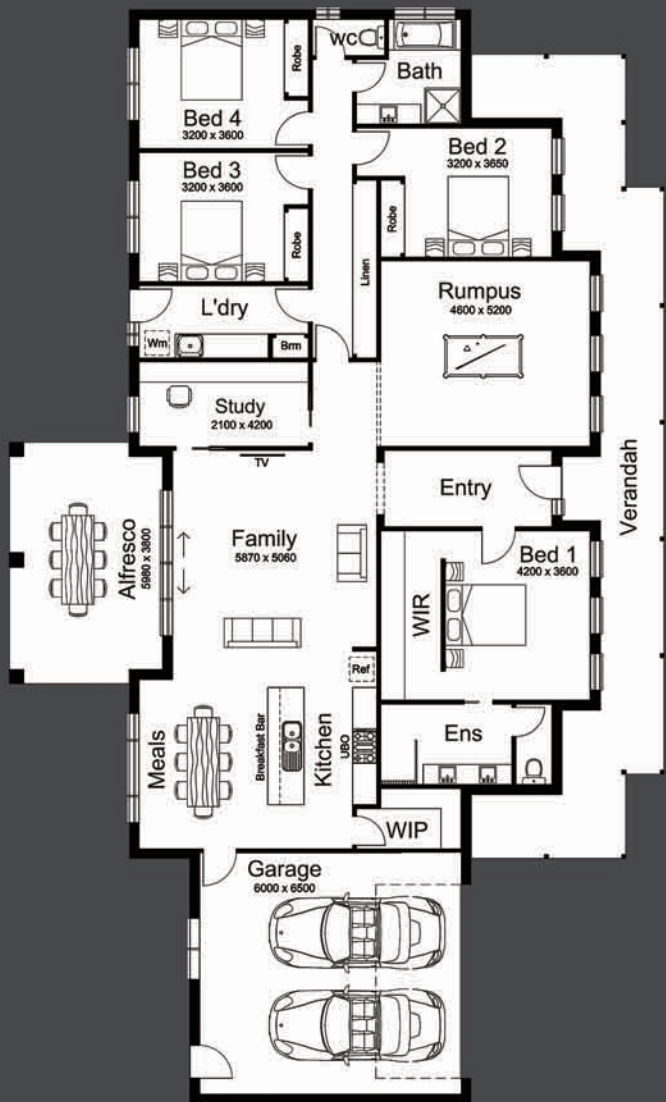 WC
Robe
Bath
Bed 4
3200 x 3600
Bed 2
3200 x 3650
Bed 3
3200 x 3600
Robe
Robe
Linen
L'dry
Wm
Brm
Rumpus
4600 x 5200
Study
2100 x 4200
TV
Entry
Verandah
Family
5870 x 5060
Alfresco
5980 x 3800
Bed 1
4200 x 3600
WIR
Ref
Ens
Meals
Breakfast Bar
Kitchen
UBO
WIP
Garage
6000 x 6500